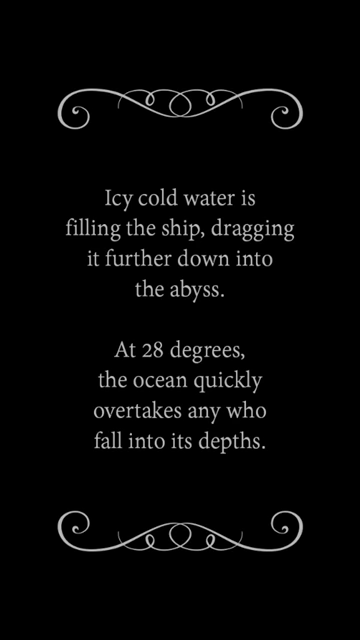 Icy cold water is
filling the ship, dragging
it further down into
the abyss.
At 28 degrees,
the ocean quickly
overtakes any who
fall into its depths.